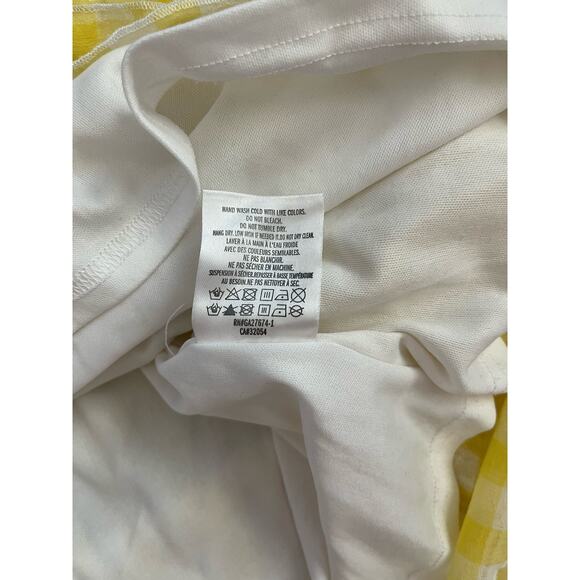 HAND WASH COLD WITH LIKE COLORS.
DO NOT BLEACH.
DO NOT TUMBLE DRY.
HANG DRY. LOW IRON IF NEEDED. DO NOT DRY CLEAN.
LAVER À LA MAIN À L'EAU FROIDE
AVEC DES COULEURS SEMBLABLES.
NE PAS BLANCHIR.
NE PAS SÉCHER EN MACHINE.
SUSPENSION À SÉCHER. REPASSER À BASSE TEMPÉRATURE
AU BESOIN. NE PAS NETTOYER À SEC.
RN#GA27674-1
CA#32054